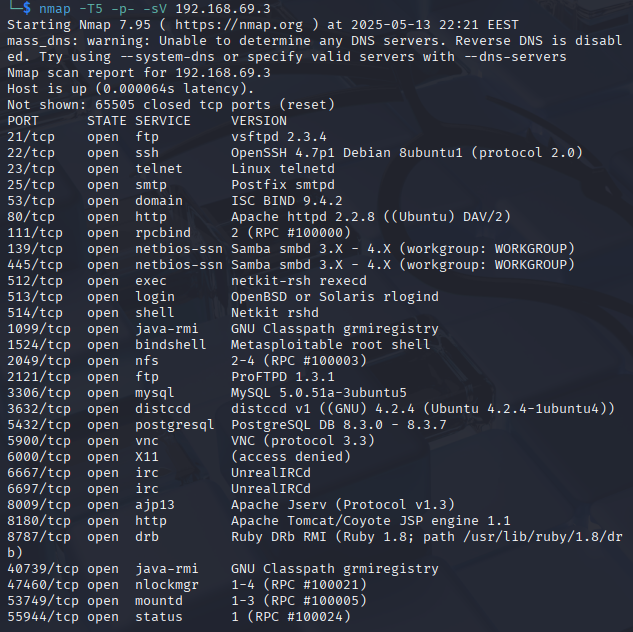 └─$ nmap -T5 -p- -sV 192.168.69.3
Starting Nmap 7.95 ( https://nmap.org ) at 2025-05-13 22:21 EEST
mass_dns: warning: Unable to determine any DNS servers. Reverse DNS is disabl
ed. Try using --system-dns or specify valid servers with --dns-servers
Nmap scan report for 192.168.69.3
Host is up (0.000064s latency).
Not shown: 65505 closed tcp ports (reset)
PORT      STATE SERVICE     VERSION
21/tcp    open  ftp         vsftpd 2.3.4
22/tcp    open  ssh         OpenSSH 4.7p1 Debian 8ubuntu1 (protocol 2.0)
23/tcp    open  telnet      Linux telnetd
25/tcp    open  smtp        Postfix smtpd
53/tcp    open  domain      ISC BIND 9.4.2
80/tcp    open  http        Apache httpd 2.2.8 ((Ubuntu) DAV/2)
111/tcp   open  rpcbind     2 (RPC #100000)
139/tcp   open  netbios-ssn Samba smbd 3.X - 4.X (workgroup: WORKGROUP)
445/tcp   open  netbios-ssn Samba smbd 3.X - 4.X (workgroup: WORKGROUP)
512/tcp   open  exec        netkit-rsh rexecd
513/tcp   open  login       OpenBSD or Solaris rlogind
514/tcp   open  shell       Netkit rshd
1099/tcp  open  java-rmi    GNU Classpath grmiregistry
1524/tcp  open  bindshell   Metasploitable root shell
2049/tcp  open  nfs         2-4 (RPC #100003)
2121/tcp  open  ftp         ProFTPD 1.3.1
3306/tcp  open  mysql       MySQL 5.0.51a-3ubuntu5
3632/tcp  open  distccd     distccd v1 ((GNU) 4.2.4 (Ubuntu 4.2.4-1ubuntu4))
5432/tcp  open  postgresql  PostgreSQL DB 8.3.0 - 8.3.7
5900/tcp  open  vnc         VNC (protocol 3.3)
6000/tcp  open  X11         (access denied)
6667/tcp  open  irc         UnrealIRCd
6697/tcp  open  irc         UnrealIRCd
8009/tcp  open  ajp13       Apache Jserv (Protocol v1.3)
8180/tcp  open  http        Apache Tomcat/Coyote JSP engine 1.1
8787/tcp  open  drb         Ruby DRb RMI (Ruby 1.8; path /usr/lib/ruby/1.8/dr
b)
40739/tcp open  java-rmi    GNU Classpath grmiregistry
47460/tcp open  nlockmgr    1-4 (RPC #100021)
53749/tcp open  mountd      1-3 (RPC #100005)
55944/tcp open  status      1 (RPC #100024)